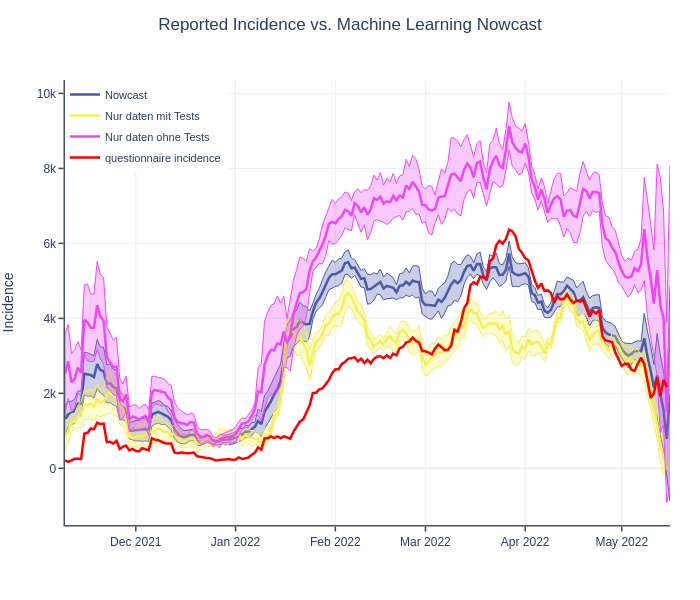 Reported Incidence vs. Machine Learning Nowcast
Nowcast
Nur daten mit Tests
Nur daten ohne Tests
questionnaire incidence
Incidence
10k
8k
6k
4k
2k
0
Dec 2021
Jan 2022
Feb 2022
Mar 2022
Apr 2022
May 2022